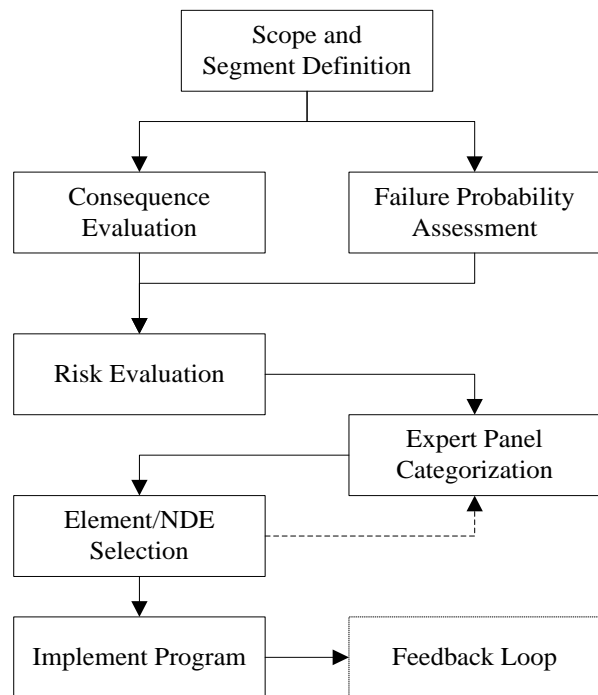 Scope and
Segment Definition
Consequence
Evaluation
Failure Probability
Assessment
Risk Evaluation
Expert Panel
Categorization
Element/NDE
Selection
Implement Program
Feedback Loop